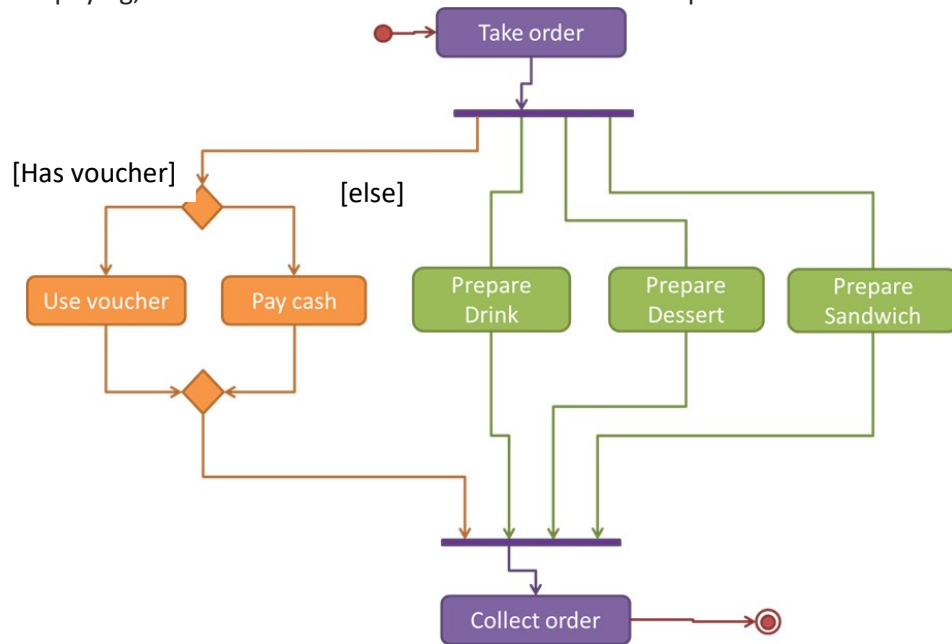 Take order
[Has voucher]
[else]
Use voucher
Pay cash
Prepare
Drink
Prepare
Dessert
Prepare
Sandwich
Collect order